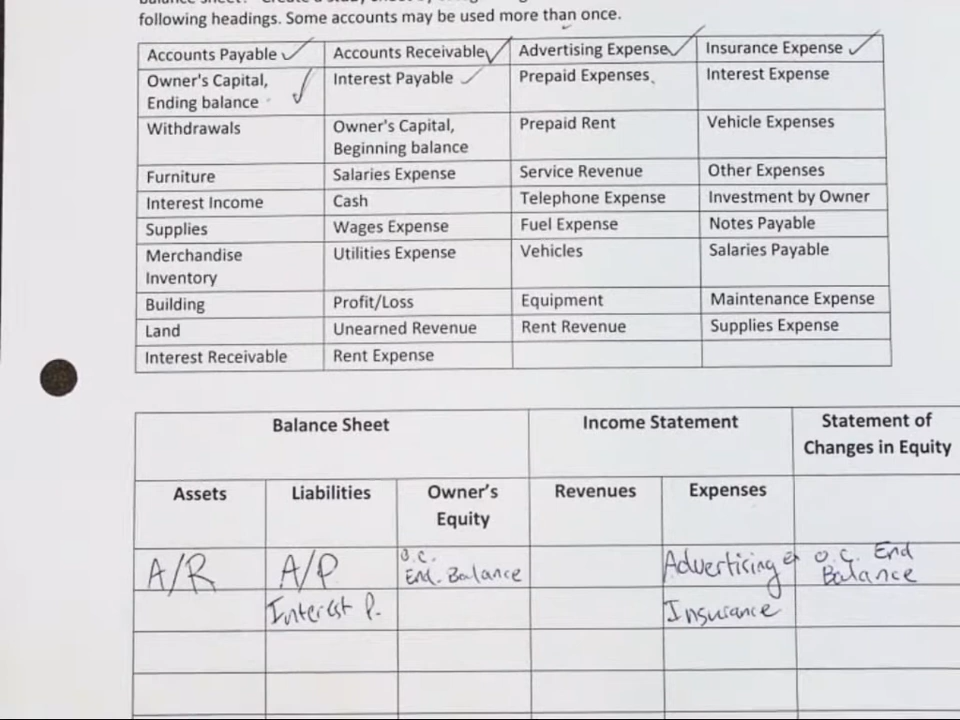 following headings. Some accounts may be used more than once.
Accounts Payable ✓ Accounts Receivable ✓ Advertising Expense ✓ Insurance Expense ✓
Owner's Capital, Interest Payable ✓ Prepaid Expenses Interest Expense
Ending balance ✓
Withdrawals Owner's Capital, Prepaid Rent Vehicle Expenses
Beginning balance
Furniture Salaries Expense Service Revenue Other Expenses
Interest Income Cash Telephone Expense Investment by Owner
Supplies Wages Expense Fuel Expense Notes Payable
Merchandise Utilities Expense Vehicles Salaries Payable
Inventory
Building Profit/Loss Equipment Maintenance Expense
Land Unearned Revenue Rent Revenue Supplies Expense
Interest Receivable Rent Expense
Balance Sheet Income Statement Statement of
Changes in Equity
Assets Liabilities Owner's Revenues Expenses
Equity
A/R A/P O.C. Advertising O.C. End
End. Balance Balance
Interest P. Insurance